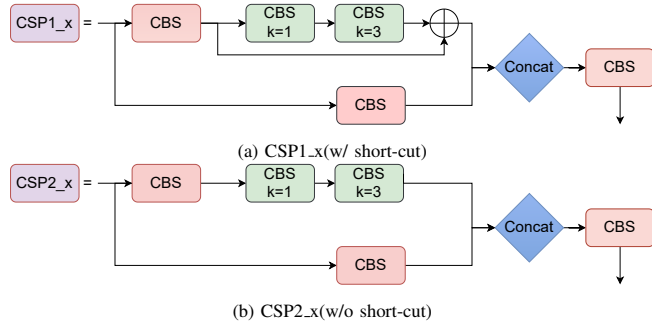 CSP1_x = CBS CBS k=1 CBS k=3 Concat CBS
CBS
(a) CSP1_x(w/ short-cut)
CSP2_x = CBS CBS k=1 CBS k=3 Concat CBS
CBS
(b) CSP2_x(w/o short-cut)